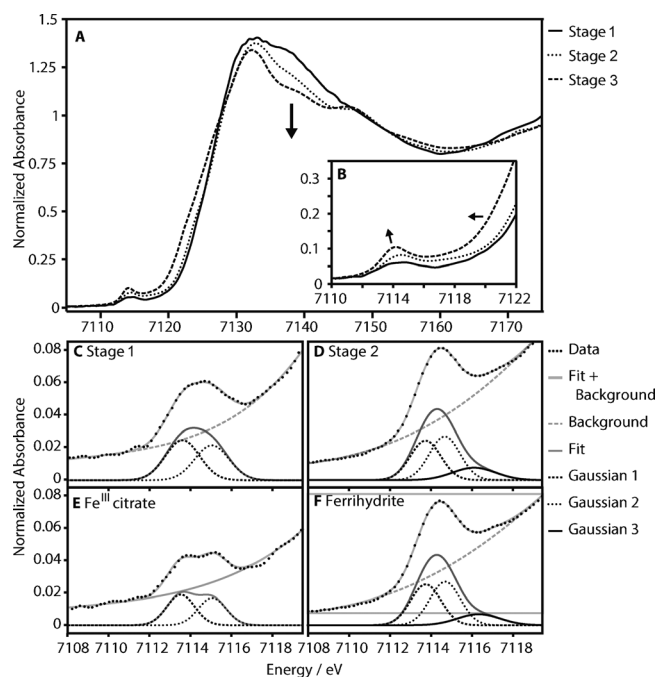 A
1.5
1.25
1
0.75
0.5
0.25
0
Normalized Absorbance
7110 7120 7130 7140 7150 7160 7170
Stage 1
Stage 2
Stage 3
B
0.3
0.2
0.1
0
7110 7114 7118 7122
C Stage 1
0.08
0.06
0.04
0.02
0
D Stage 2
E Fe^III citrate
0.08
0.06
0.04
0.02
0
7108 7110 7112 7114 7116 7118
F Ferrihydrite
7108 7110 7112 7114 7116 7118
Normalized Absorbance
Energy / eV
Data
Fit +
Background
Background
Fit
Gaussian 1
Gaussian 2
Gaussian 3